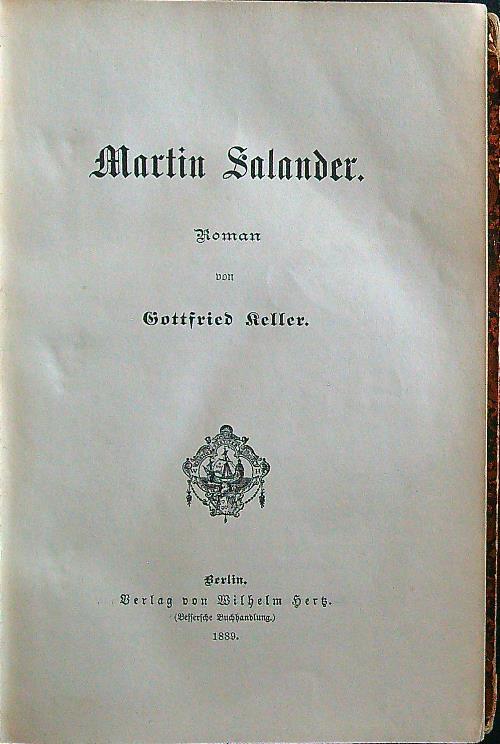 Martin Salander.
Roman
von
Gottfried Keller.
Berlin.
Verlag von Wilhelm Hertz.
(Bessersche Buchhandlung.)
1889.